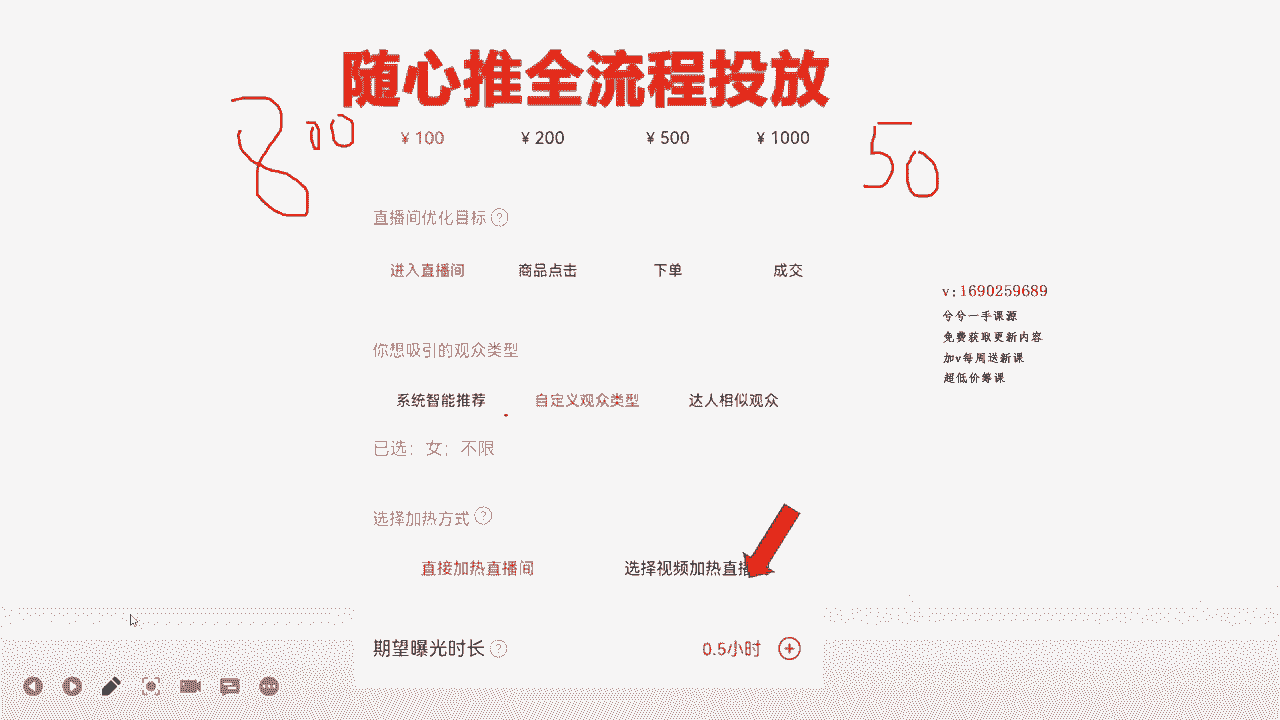 随心推全流程投放
800
¥ 100 ¥ 200 ¥ 500 ¥ 1000
50
直播间优化目标 ?
进入直播间 商品点击 下单 成交
v:1690259689
兮兮一手课源
免费获取更新内容
加v每周送新课
超低价筹课
你想吸引的观众类型
系统智能推荐 自定义观众类型 达人相似观众
已选：女；不限
选择加热方式 ?
直接加热直播间 选择视频加热直播
期望曝光时长 ? 0.5小时 +